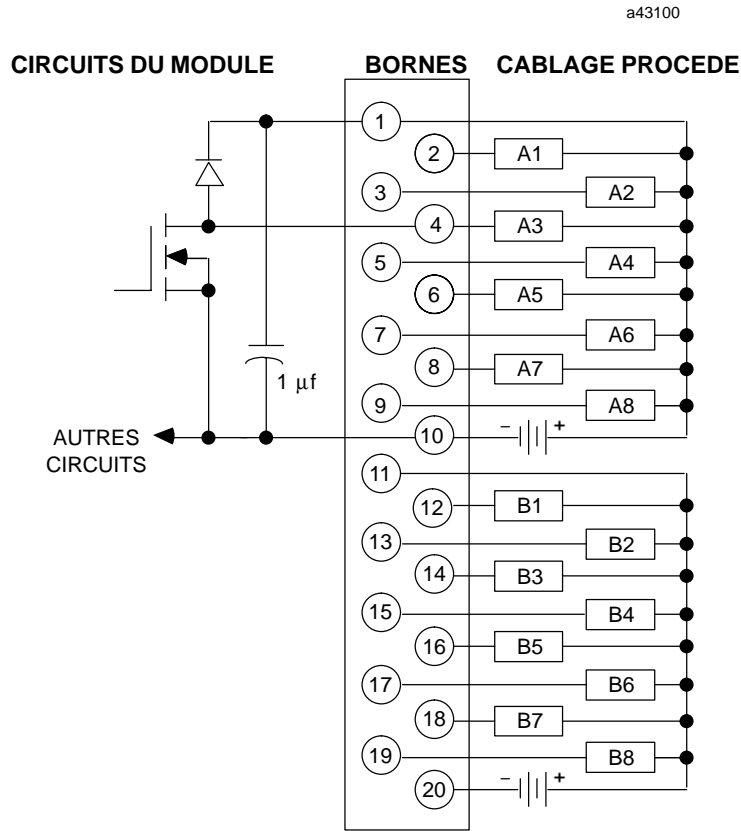 a43100
CIRCUITS DU MODULE BORNES CABLAGE PROCEDE
1
2 A1
3 A2
4 A3
5 A4
6 A5
7 A6
8 A7
1 µf
9 A8
AUTRES
CIRCUITS
10 – +
11
12 B1
13 B2
14 B3
15 B4
16 B5
17 B6
18 B7
19 B8
20 – +